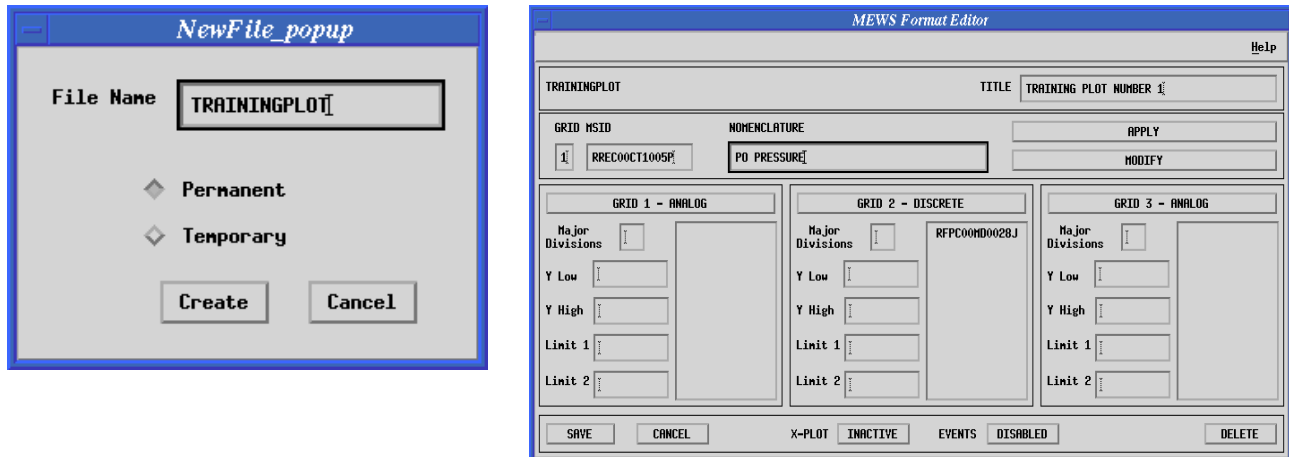 NewFile_popup
File Name
TRAININGPLOT
Permanent
Temporary
Create Cancel
MEWS Format Editor
Help
TRAININGPLOT TITLE TRAINING PLOT NUMBER 1
GRID MSID NOMENCLATURE APPLY
1 RREC00CT1005P PO PRESSURE MODIFY
GRID 1 - ANALOG GRID 2 - DISCRETE GRID 3 - ANALOG
Major Divisions Major Divisions RFPC00MD0028J Major Divisions
Y Low Y Low Y Low
Y High Y High Y High
Limit 1 Limit 1 Limit 1
Limit 2 Limit 2 Limit 2
SAVE CANCEL X-PLOT INACTIVE EVENTS DISABLED DELETE